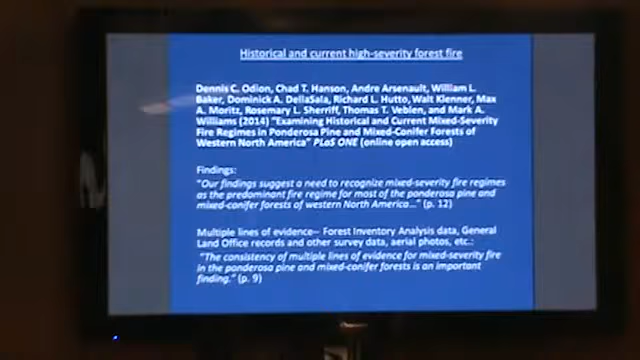 Historical and current high-severity forest fire
Dennis C. Odion, Chad T. Hanson, Andre Arsenault, William L.
Baker, Dominick A. DellaSala, Richard L. Hutto, Walt Klenner, Max
A. Moritz, Rosemary L. Sherriff, Thomas T. Veblen, and Mark A.
Williams (2014) "Examining Historical and Current Mixed-Severity
Fire Regimes in Ponderosa Pine and Mixed-Conifer Forests of
Western North America" PLoS ONE (online open access)
Findings:
"Our findings suggest a need to recognize mixed-severity fire regimes
as the predominant fire regime for most of the ponderosa pine and
mixed-conifer forests of western North America..." (p. 12)
Multiple lines of evidence– Forest Inventory Analysis data, General
Land Office records and other survey data, aerial photos, etc.:
"The consistency of multiple lines of evidence for mixed-severity fire
in the ponderosa pine and mixed-conifer forests is an important
finding." (p. 9)